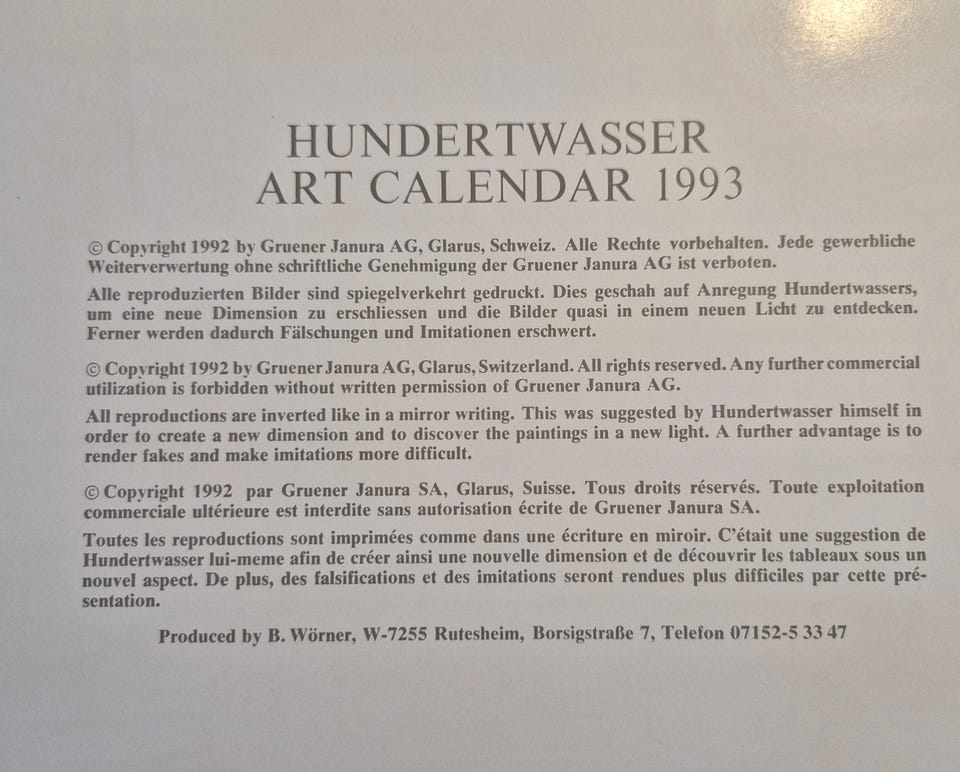 HUNDERTWASSER
ART CALENDAR 1993
© Copyright 1992 by Gruener Janura AG, Glarus, Schweiz. Alle Rechte vorbehalten. Jede gewerbliche
Weiterverwertung ohne schriftliche Genehmigung der Gruener Janura AG ist verboten.
Alle reproduzierten Bilder sind spiegelverkehrt gedruckt. Dies geschah auf Anregung Hundertwassers,
um eine neue Dimension zu erschliessen und die Bilder quasi in einem neuen Licht zu entdecken.
Ferner werden dadurch Fälschungen und Imitationen erschwert.
© Copyright 1992 by Gruener Janura AG, Glarus, Switzerland. All rights reserved. Any further commercial
utilization is forbidden without written permission of Gruener Janura AG.
All reproductions are inverted like in a mirror writing. This was suggested by Hundertwasser himself in
order to create a new dimension and to discover the paintings in a new light. A further advantage is to
render fakes and make imitations more difficult.
© Copyright 1992 par Gruener Janura SA, Glarus, Suisse. Tous droits réservés. Toute exploitation
commerciale ultérieure est interdite sans autorisation écrite de Gruener Janura SA.
Toutes les reproductions sont imprimées comme dans une écriture en miroir. C'était une suggestion de
Hundertwasser lui-meme afin de créer ainsi une nouvelle dimension et de découvrir les tableaux sous un
nouvel aspect. De plus, des falsifications et des imitations seront rendues plus difficiles par cette pré-
sentation.
Produced by B. Wörner, W-7255 Rutesheim, Borsigstraße 7, Telefon 07152-5 33 47